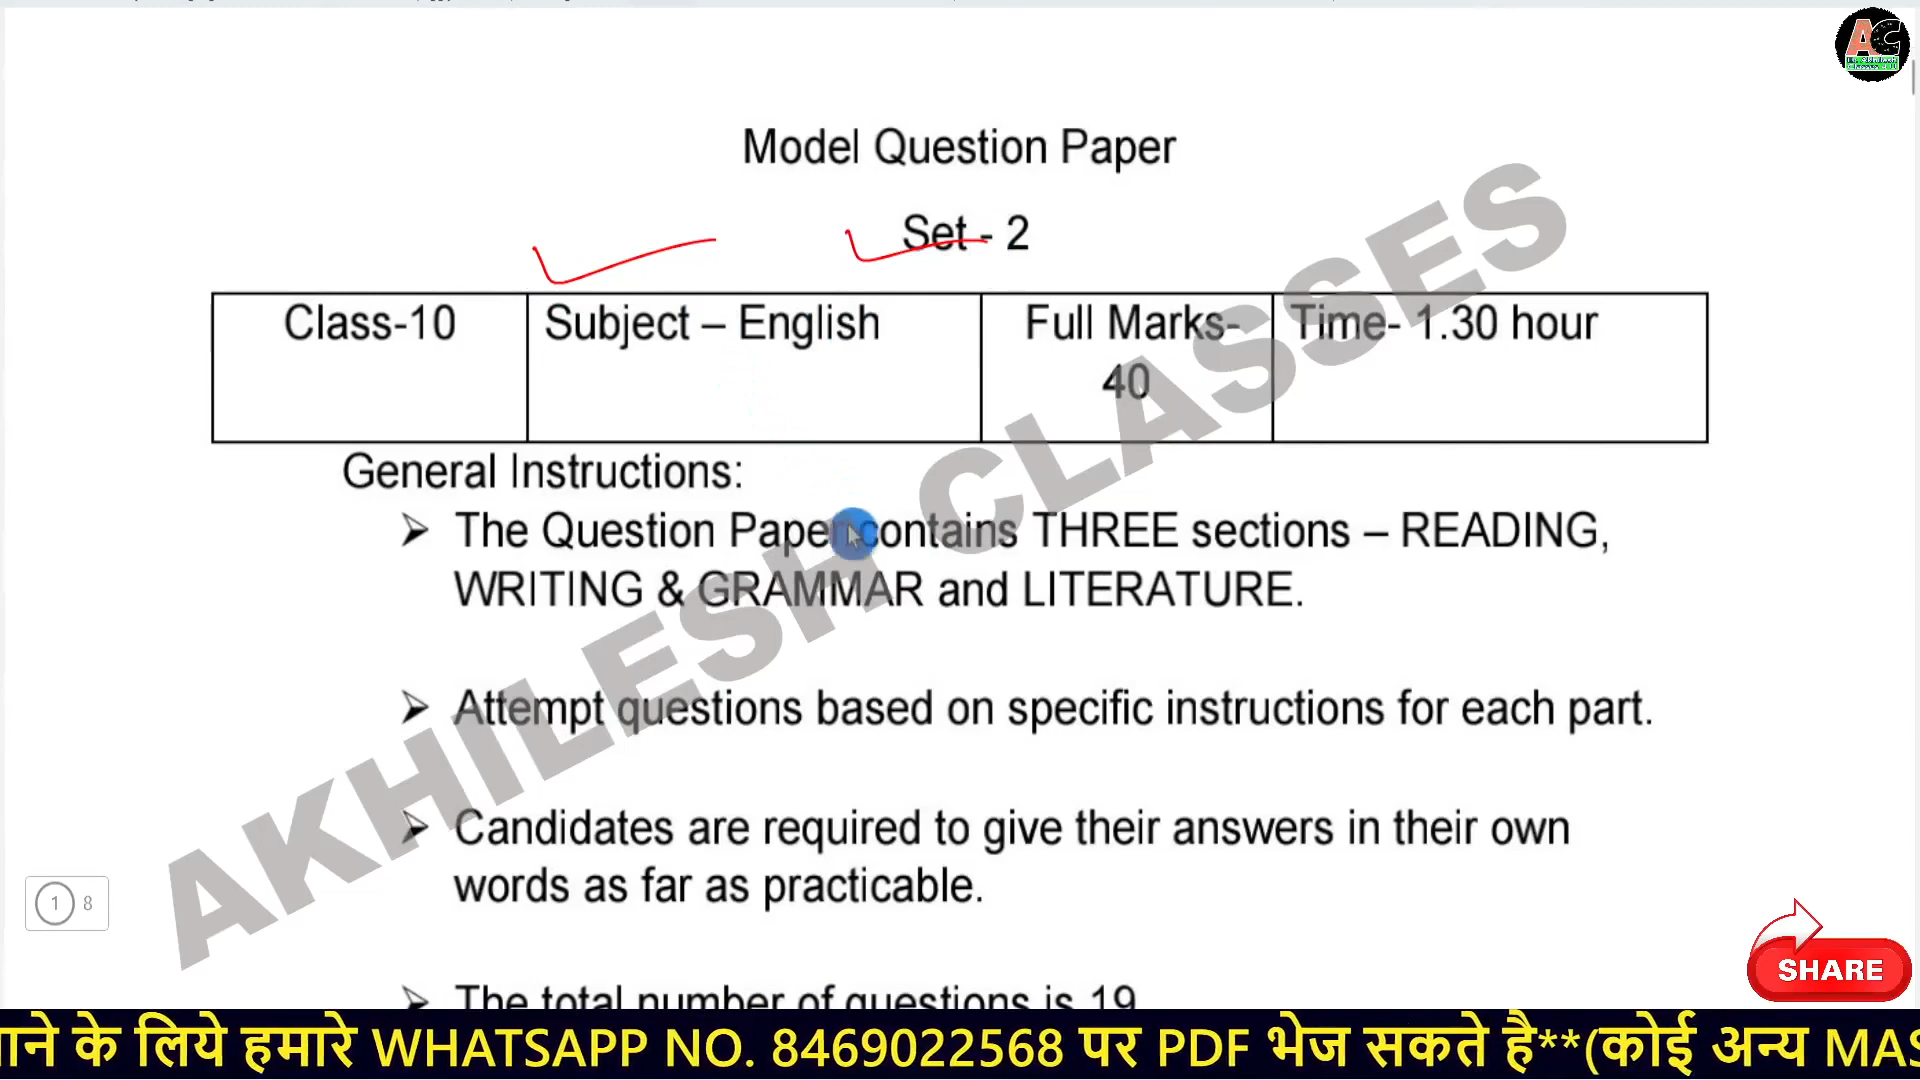 AC
Model Question Paper
Set - 2
Class-10
Subject – English
Full Marks-
40
Time- 1.30 hour
General Instructions:
➢ The Question Paper contains THREE sections – READING,
WRITING & GRAMMAR and LITERATURE.
➢ Attempt questions based on specific instructions for each part.
➢ Candidates are required to give their answers in their own
words as far as practicable.
➢ The total number of questions is 19
AKHILESH CLASSES
1 8
SHARE
के लिये हमारे WHATSAPP NO. 8469022568 पर PDF भेज सकते है**(कोई अन्य MAS